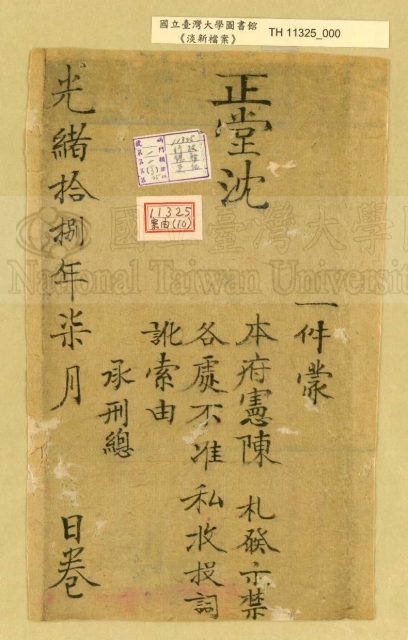 國立臺灣大學圖書館
《淡新檔案》
TH 11325_000
正堂沈
一件蒙
本府憲陳 札發示禁
各處不准私收投詞
訛索由
承刑總
光緒拾捌年柒月 日卷
11325
11325
案由(10)
國立臺灣大學
National Taiwan Universi